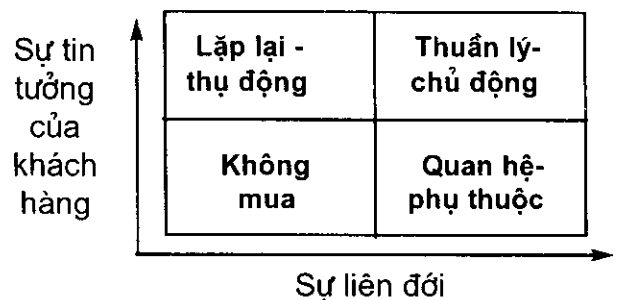 Sự tin
tưởng
của
khách
hàng
Lặp lại -
thụ động
Thuần lý-
chủ động
Không
mua
Quan hệ-
phụ thuộc
Sự liên đới